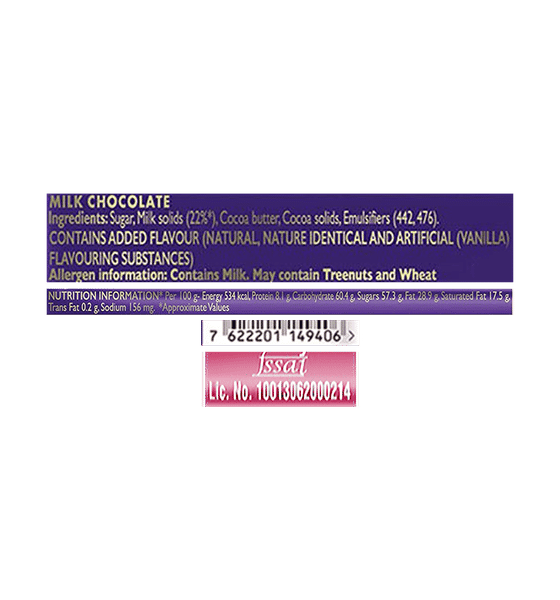 MILK CHOCOLATE
Ingredients: Sugar, Milk solids (22%*), Cocoa butter, Cocoa solids, Emulsifiers (442, 476).
CONTAINS ADDED FLAVOUR (NATURAL, NATURE IDENTICAL AND ARTIFICIAL (VANILLA)
FLAVOURING SUBSTANCES)
Allergen information: Contains Milk. May contain Treenuts and Wheat
NUTRITION INFORMATION* Per 100 g- Energy 534 kcal, Protein 8.1 g, Carbohydrate 60.4 g, Sugars 57.3 g, Fat 28.9 g, Saturated Fat 17.5 g,
Trans Fat 0.2 g, Sodium 156 mg. *Approximate Values
7 622201 149406 >
fssai
Lic. No. 10013062000214